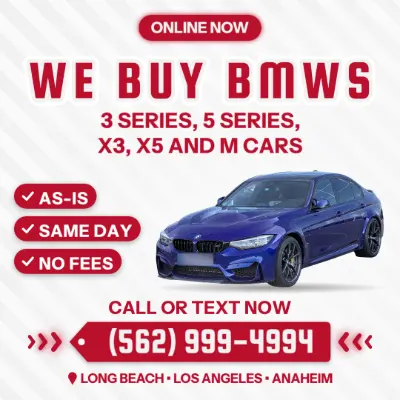 ONLINE NOW
WE BUY BMWS
3 SERIES, 5 SERIES,
X3, X5 AND M CARS
AS-IS
SAME DAY
NO FEES
CALL OR TEXT NOW
(562) 999-4994
LONG BEACH • LOS ANGELES • ANAHEIM